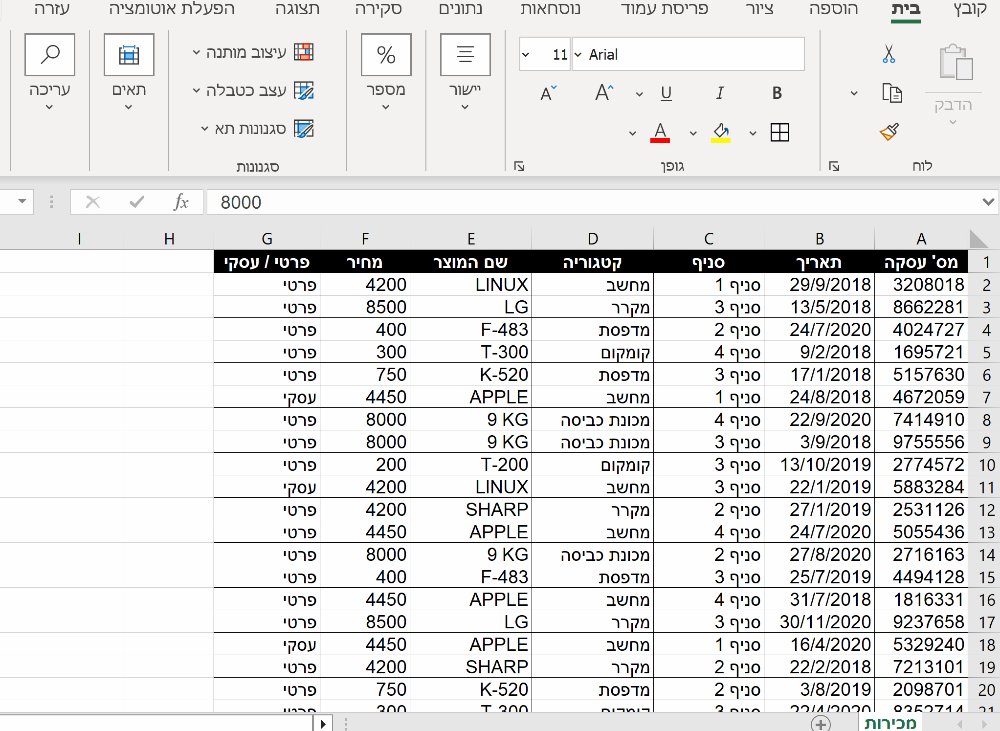 קובץ בית הוספה ציור פריסת עמוד נוסחאות נתונים סקירה תצוגה הפעלת אוטומציה עזרה
הדבק
לוח
Arial 11
B I U A A
A
גופן
יישור
% מספר
עיצוב מותנה
עצב כטבלה
סגנונות תא
סגנונות
תאים
עריכה
fx 8000
A B C D E F G H I
1 מס' עסקה תאריך סניף קטגוריה שם המוצר מחיר פרטי / עסקי
2 3208018 29/9/2018 סניף 1 מחשב LINUX 4200 פרטי
3 8662281 13/5/2018 סניף 3 מקרר LG 8500 פרטי
4 4024727 24/7/2020 סניף 2 מדפסת F-483 400 פרטי
5 1695721 9/2/2018 סניף 4 קומקום T-300 300 פרטי
6 5157630 17/1/2018 סניף 3 מדפסת K-520 750 פרטי
7 4672059 24/8/2018 סניף 1 מחשב APPLE 4450 עסקי
8 7414910 22/9/2020 סניף 4 מכונת כביסה 9 KG 8000 פרטי
9 9755556 3/9/2018 סניף 3 מכונת כביסה 9 KG 8000 פרטי
10 2774572 13/10/2019 סניף 3 קומקום T-200 200 פרטי
11 5883284 22/1/2019 סניף 3 מחשב LINUX 4200 עסקי
12 2531126 27/1/2019 סניף 2 מקרר SHARP 4200 פרטי
13 5055436 24/7/2020 סניף 4 מחשב APPLE 4450 פרטי
14 2716163 27/8/2020 סניף 2 מכונת כביסה 9 KG 8000 פרטי
15 4494128 25/7/2019 סניף 3 מדפסת F-483 400 פרטי
16 1816331 31/7/2018 סניף 4 מחשב APPLE 4450 פרטי
17 9237658 30/11/2020 סניף 3 מקרר LG 8500 פרטי
18 5329240 16/4/2020 סניף 1 מחשב APPLE 4450 עסקי
19 7213101 22/2/2018 סניף 2 מקרר SHARP 4200 פרטי
20 2098701 3/8/2019 סניף 2 מדפסת K-520 750 פרטי
21 8352714 22/4/2020 סניף 3 קומקום T-300 300 פרטי
מכירות